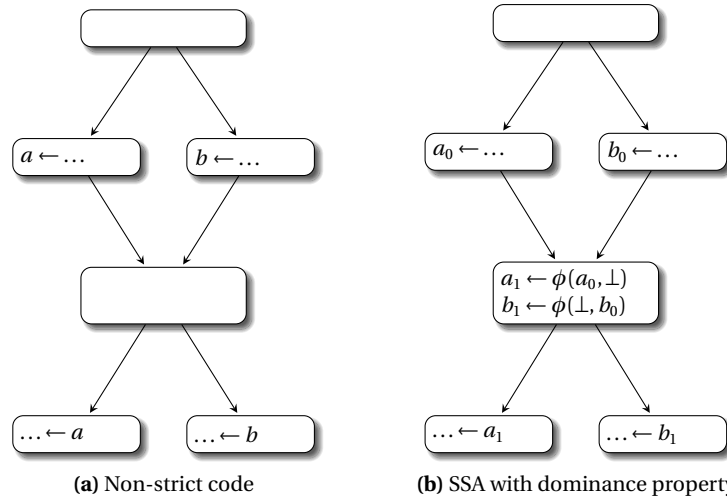 a ← …
b ← …
a₀ ← …
b₀ ← …
a₁ ← ϕ(a₀, ⊥)
b₁ ← ϕ(⊥, b₀)
… ← a
… ← b
… ← a₁
… ← b₁
(a) Non-strict code
(b) SSA with dominance property